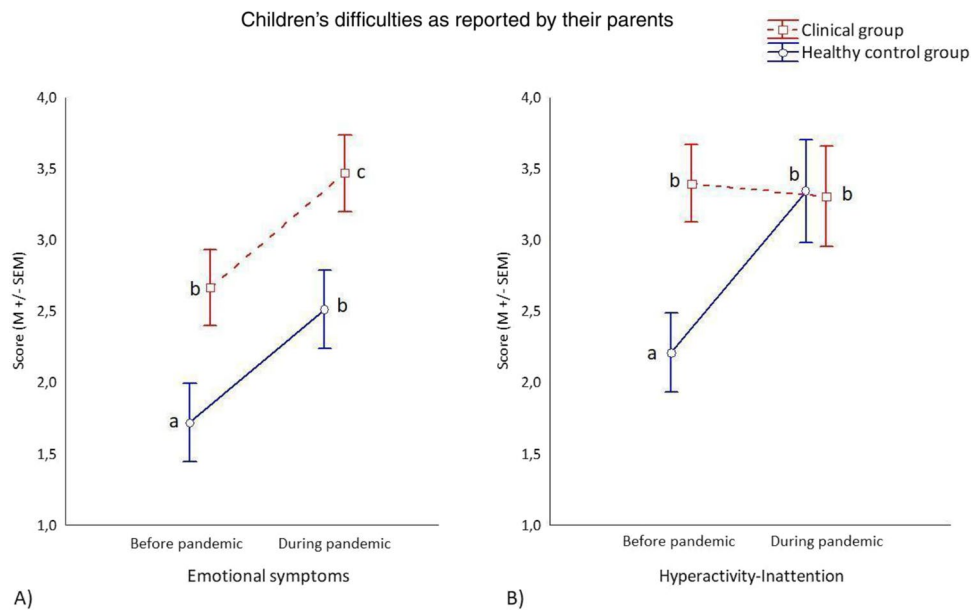 Children’s difficulties as reported by their parents
Clinical group
Healthy control group
4,0
3,5
3,0
2,5
2,0
1,5
1,0
Score (M +/- SEM)
b
c
a
b
Before pandemic
During pandemic
Emotional symptoms
A)
4,0
3,5
3,0
2,5
2,0
1,5
1,0
Score (M +/- SEM)
b
b
b
a
Before pandemic
During pandemic
Hyperactivity-Inattention
B)